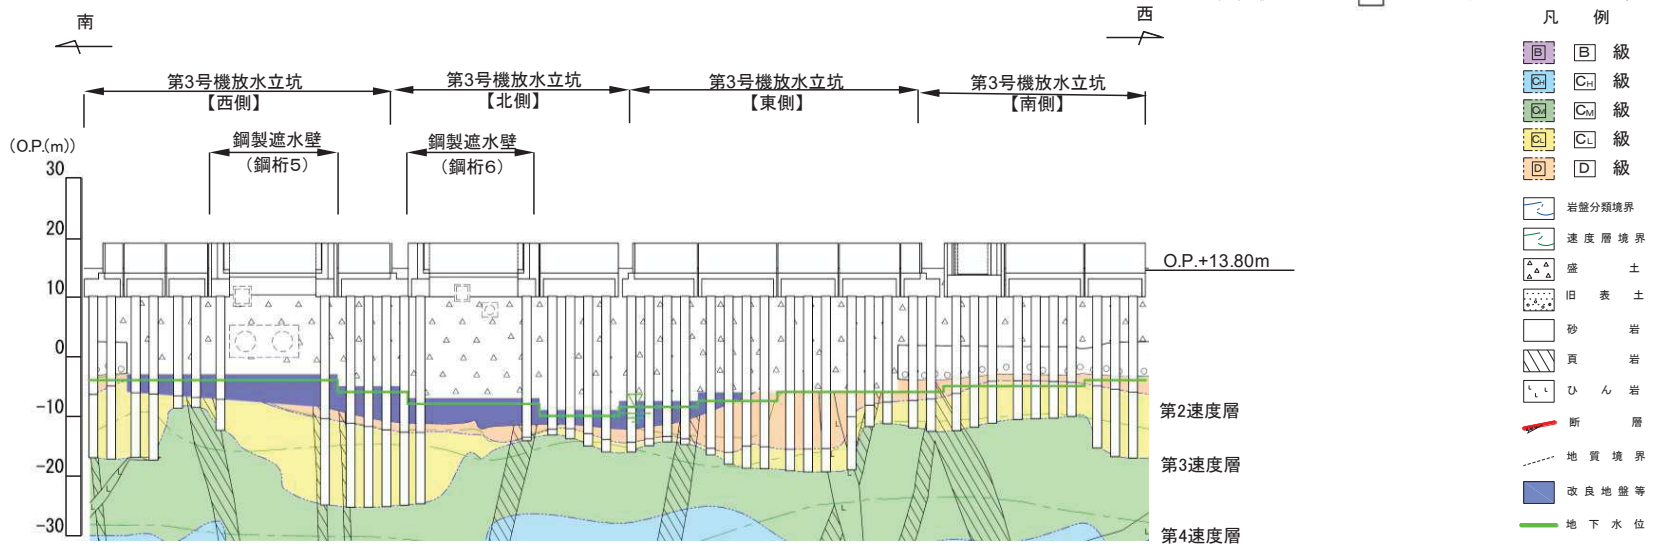 南
西
第3号機放水立坑
【西側】
第3号機放水立坑
【北側】
第3号機放水立坑
【東側】
第3号機放水立坑
【南側】
鋼製遮水壁
（鋼桁5）
鋼製遮水壁
（鋼桁6）
(O.P.(m))
30
20
10
0
-10
-20
-30
O.P.+13.80m
第2速度層
第3速度層
第4速度層
凡 例
B B 級
CH CH 級
CM CM 級
CL CL 級
D D 級
岩盤分類境界
速度層境界
盛土
旧表土
砂岩
頁岩
ひん岩
断層
地質境界
改良地盤等
地下水位